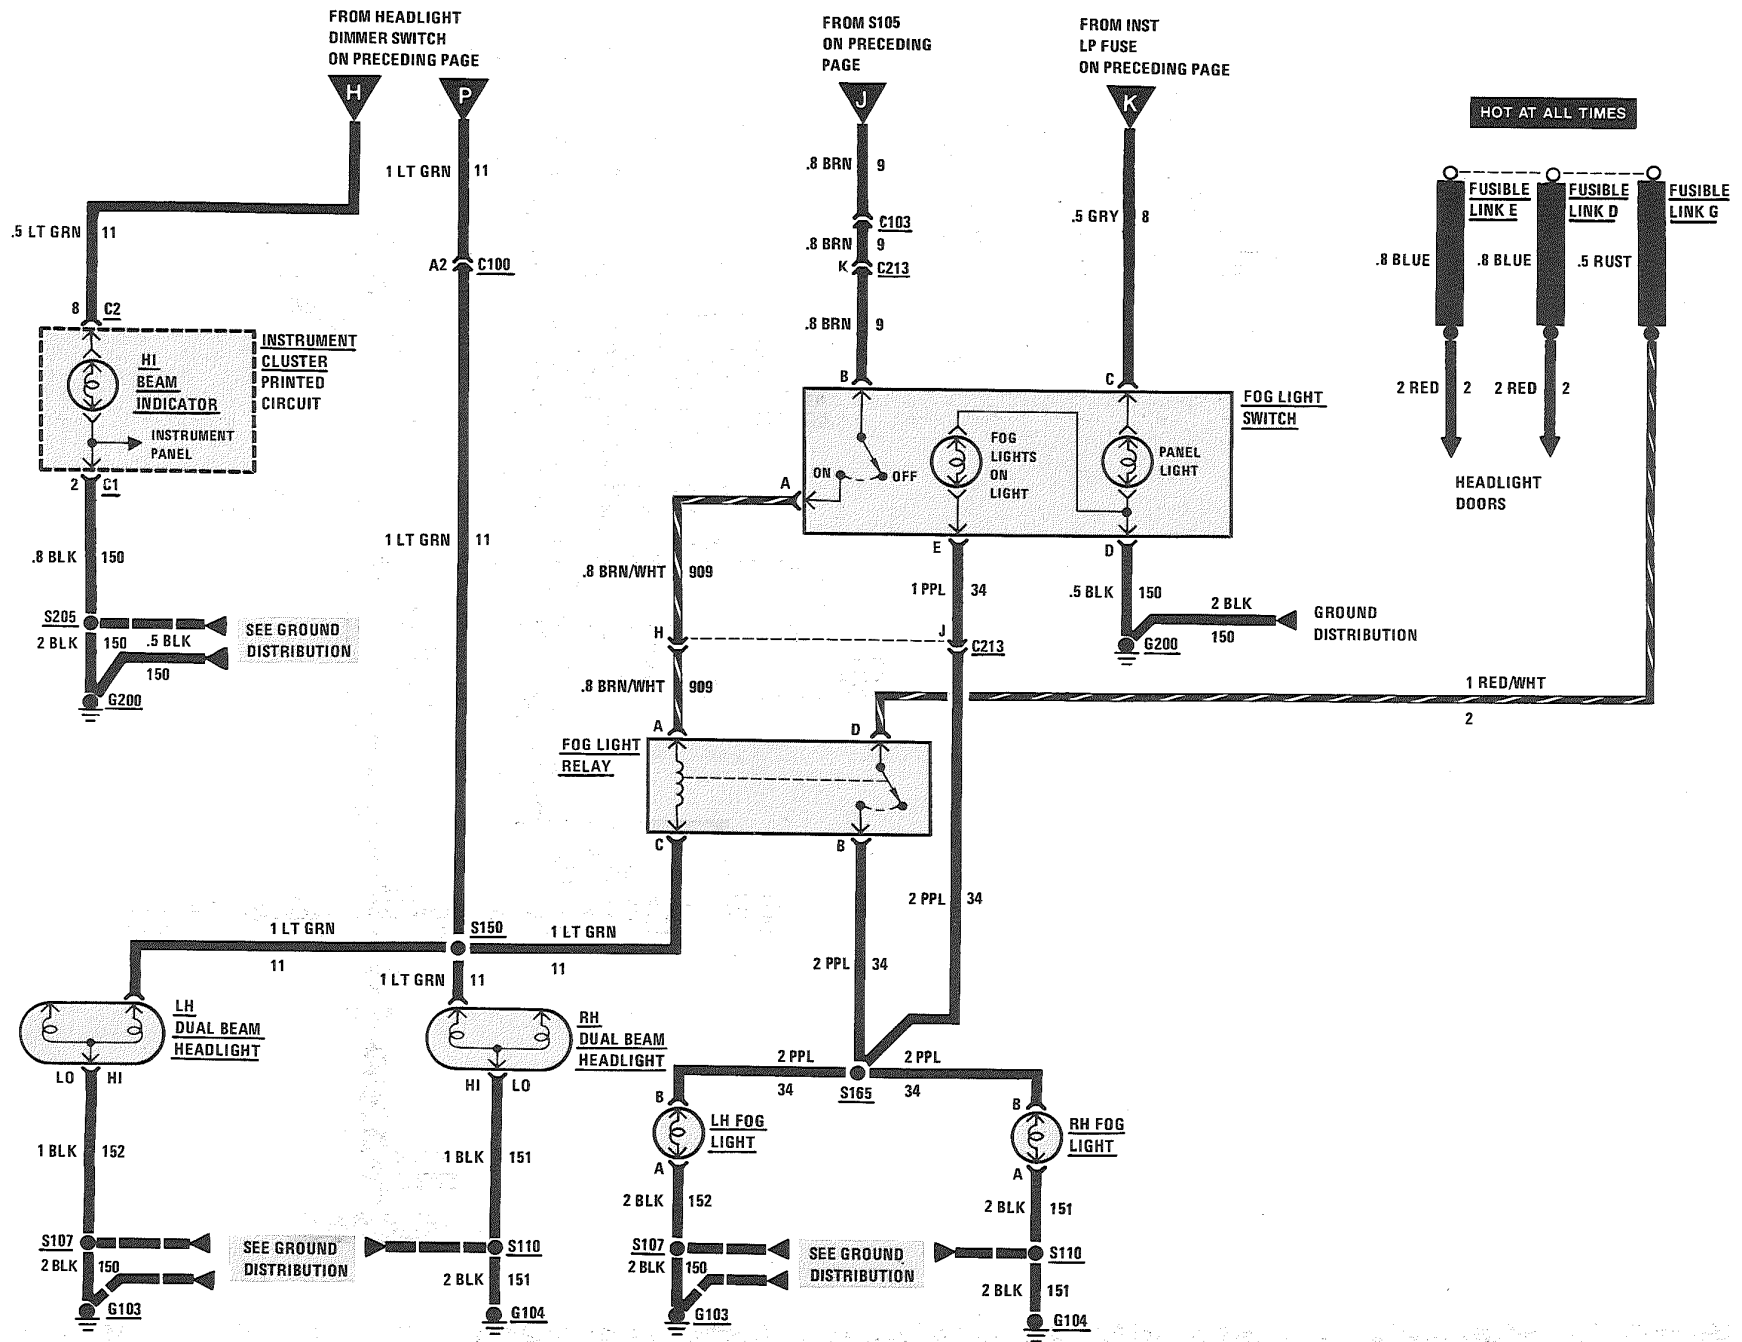 FROM HEADLIGHT
DIMMER SWITCH
ON PRECEDING PAGE
H
P
FROM S105
ON PRECEDING
PAGE
J
FROM INST
LP FUSE
ON PRECEDING PAGE
K
HOT AT ALL TIMES
1 LT GRN 11
.8 BRN 9
.5 GRY 8
FUSIBLE
LINK E
FUSIBLE
LINK D
FUSIBLE
LINK G
.5 LT GRN 11
C103
.8 BRN 9
A2 C100
K C213
.8 BLUE
.8 BLUE
.5 RUST
8 C2
.8 BRN 9
INSTRUMENT
CLUSTER
PRINTED
CIRCUIT
HI
BEAM
INDICATOR
INSTRUMENT
PANEL
B
C
2 RED 2
2 RED 2
FOG LIGHT
SWITCH
ON
OFF
FOG
LIGHTS
ON
LIGHT
PANEL
LIGHT
2 C1
A
HEADLIGHT
DOORS
1 LT GRN 11
E
D
.8 BLK 150
.8 BRN/WHT 909
1 PPL 34
.5 BLK 150
2 BLK
150
GROUND
DISTRIBUTION
S205
2 BLK 150
.5 BLK
150
SEE GROUND
DISTRIBUTION
H
J
C213
G200
G200
.8 BRN/WHT 909
1 RED/WHT
2
A
D
FOG LIGHT
RELAY
C
B
2 PPL 34
1 LT GRN
11
S150
1 LT GRN
11
1 LT GRN 11
2 PPL 34
LH
DUAL BEAM
HEADLIGHT
RH
DUAL BEAM
HEADLIGHT
LO HI
HI LO
2 PPL
34
S165
2 PPL
34
B
LH FOG
LIGHT
A
B
RH FOG
LIGHT
A
1 BLK 152
1 BLK 151
2 BLK 152
2 BLK 151
S107
2 BLK 150
SEE GROUND
DISTRIBUTION
S110
2 BLK 151
S107
2 BLK 150
SEE GROUND
DISTRIBUTION
S110
2 BLK 151
G103
G104
G103
G104